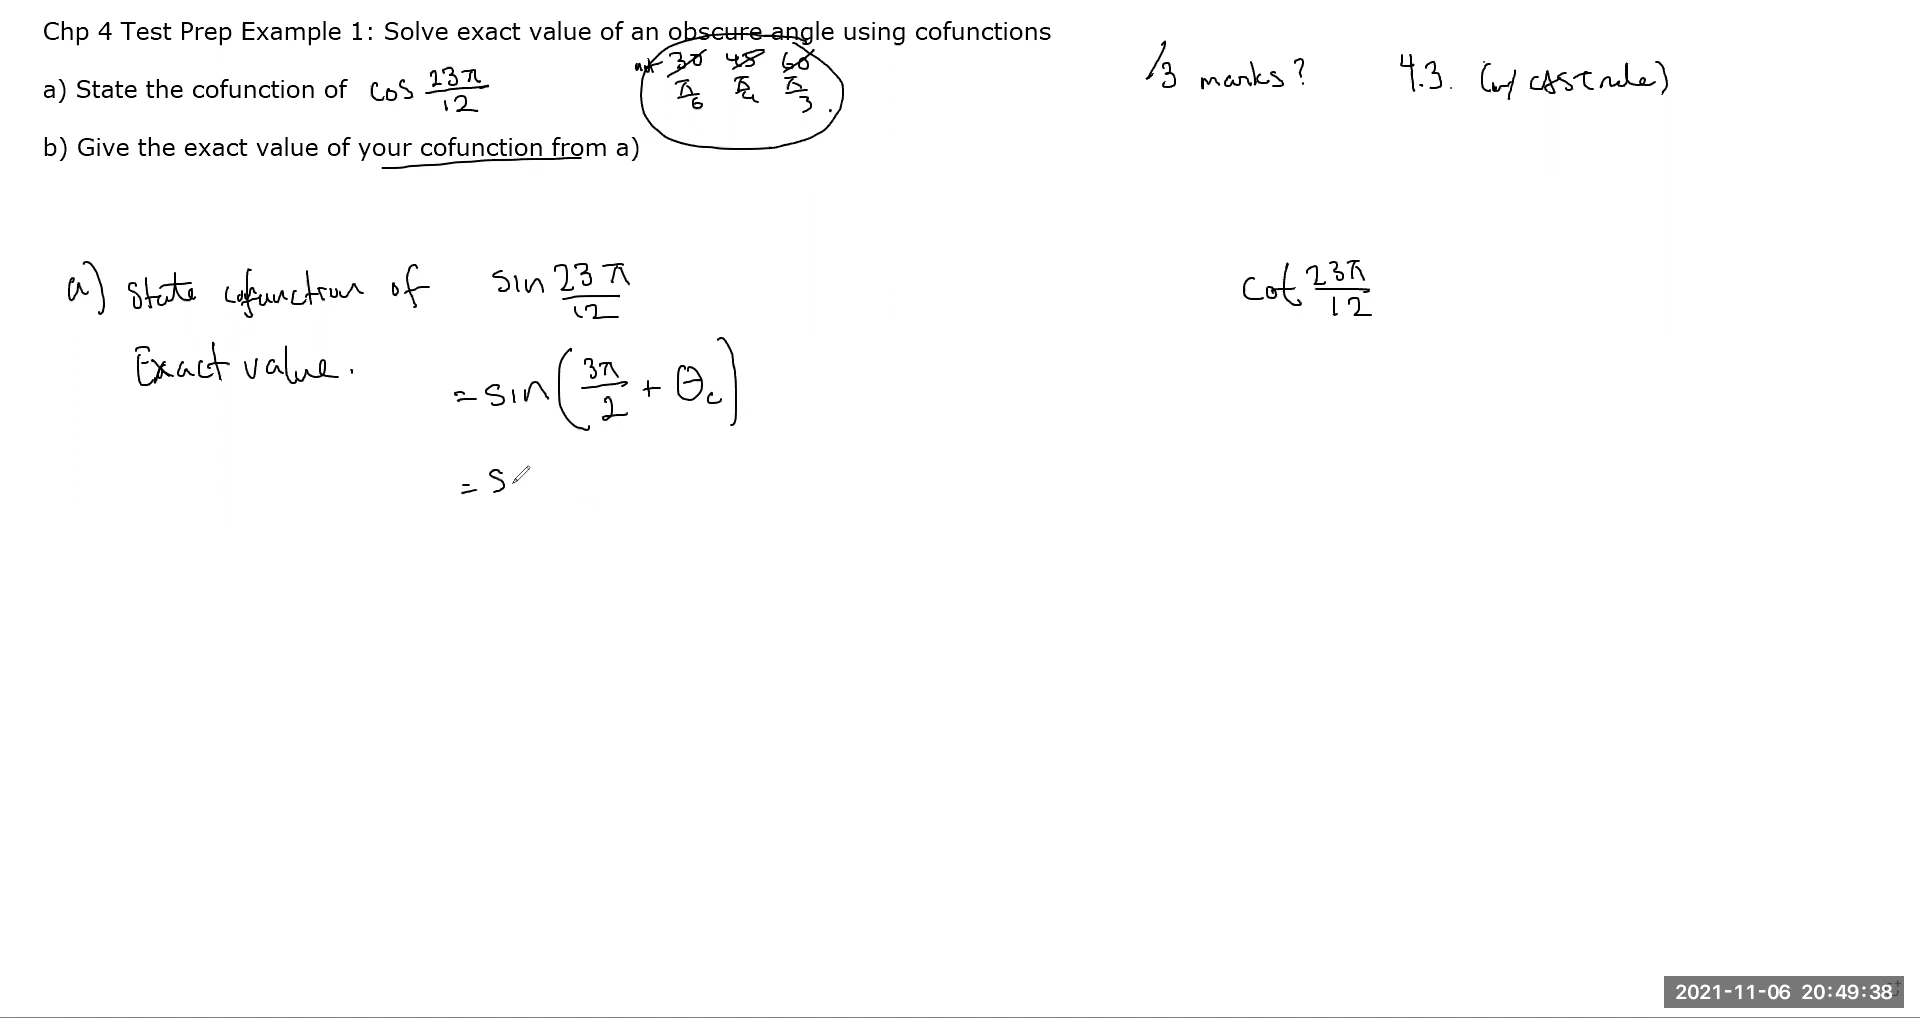 Chp 4 Test Prep Example 1: Solve exact value of an obscure angle using cofunctions
not 30 45 60
π/6 π/4 π/3 .
/3 marks? 4.3. (w/ CAST rule)
a) State the cofunction of cos 23π/12
b) Give the exact value of your cofunction from a)
a) State cofunction of sin 23π/12
cot 23π/12
Exact value.
= sin(3π/2 + θc)
= s
2021-11-06 20:49:38